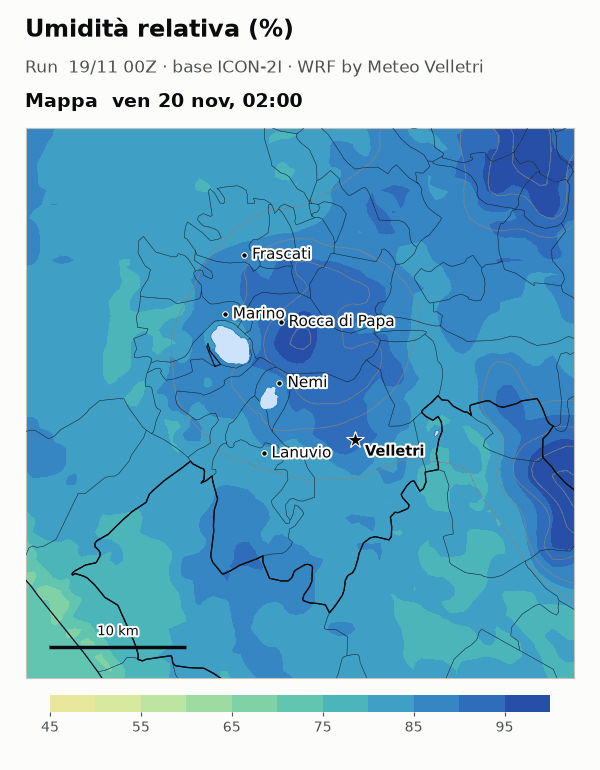 Umidità relativa (%)
Run  19/11 00Z · base ICON-2I · WRF by Meteo Velletri
Mappa  ven 20 nov, 02:00
Frascati
Marino
Rocca di Papa
Nemi
Velletri
Lanuvio
10 km
45 55 65 75 85 95